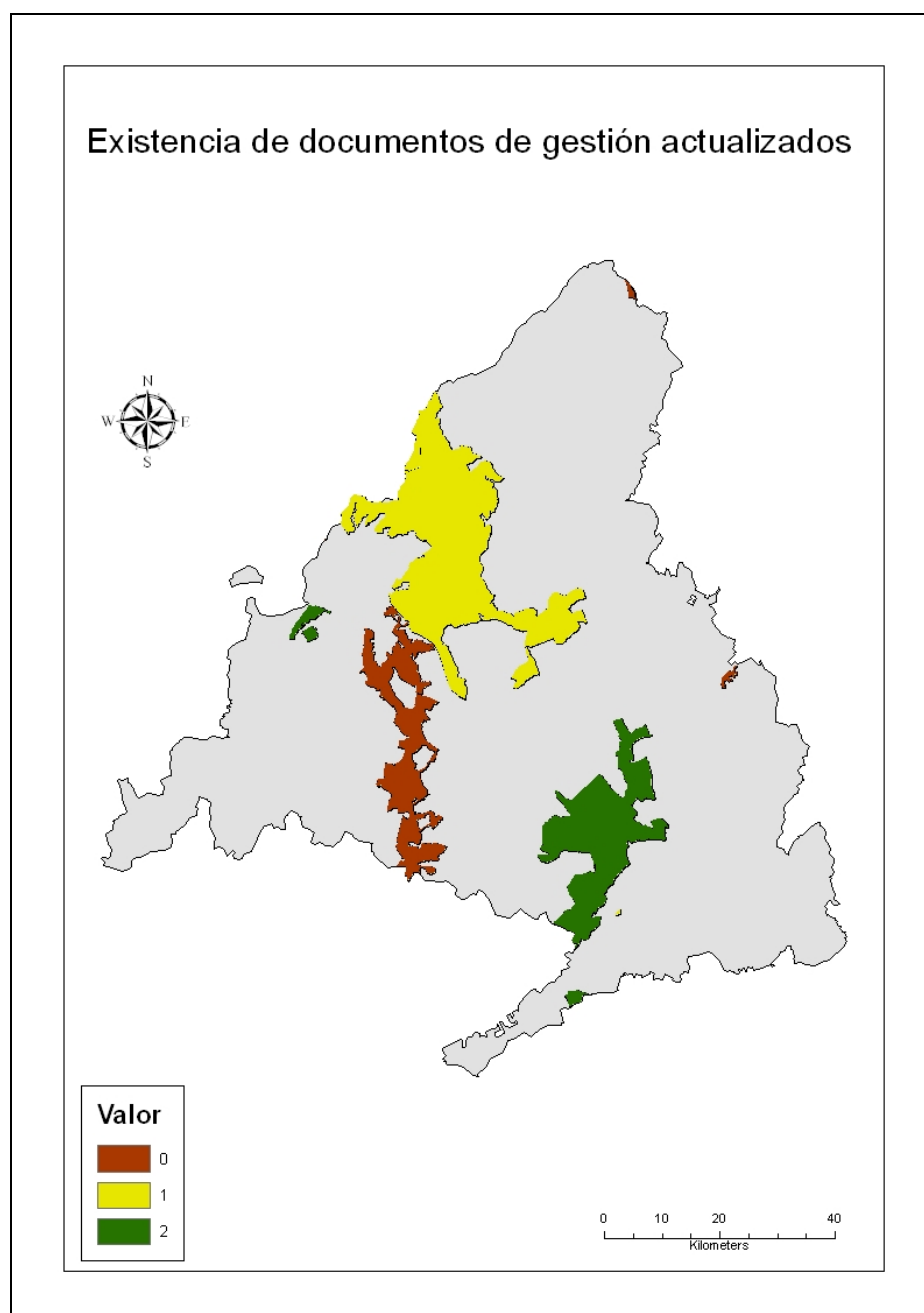 Existencia de documentos de gestión actualizados
N
W E
S
Valor
0
1
2
0 10 20 40
Kilometers